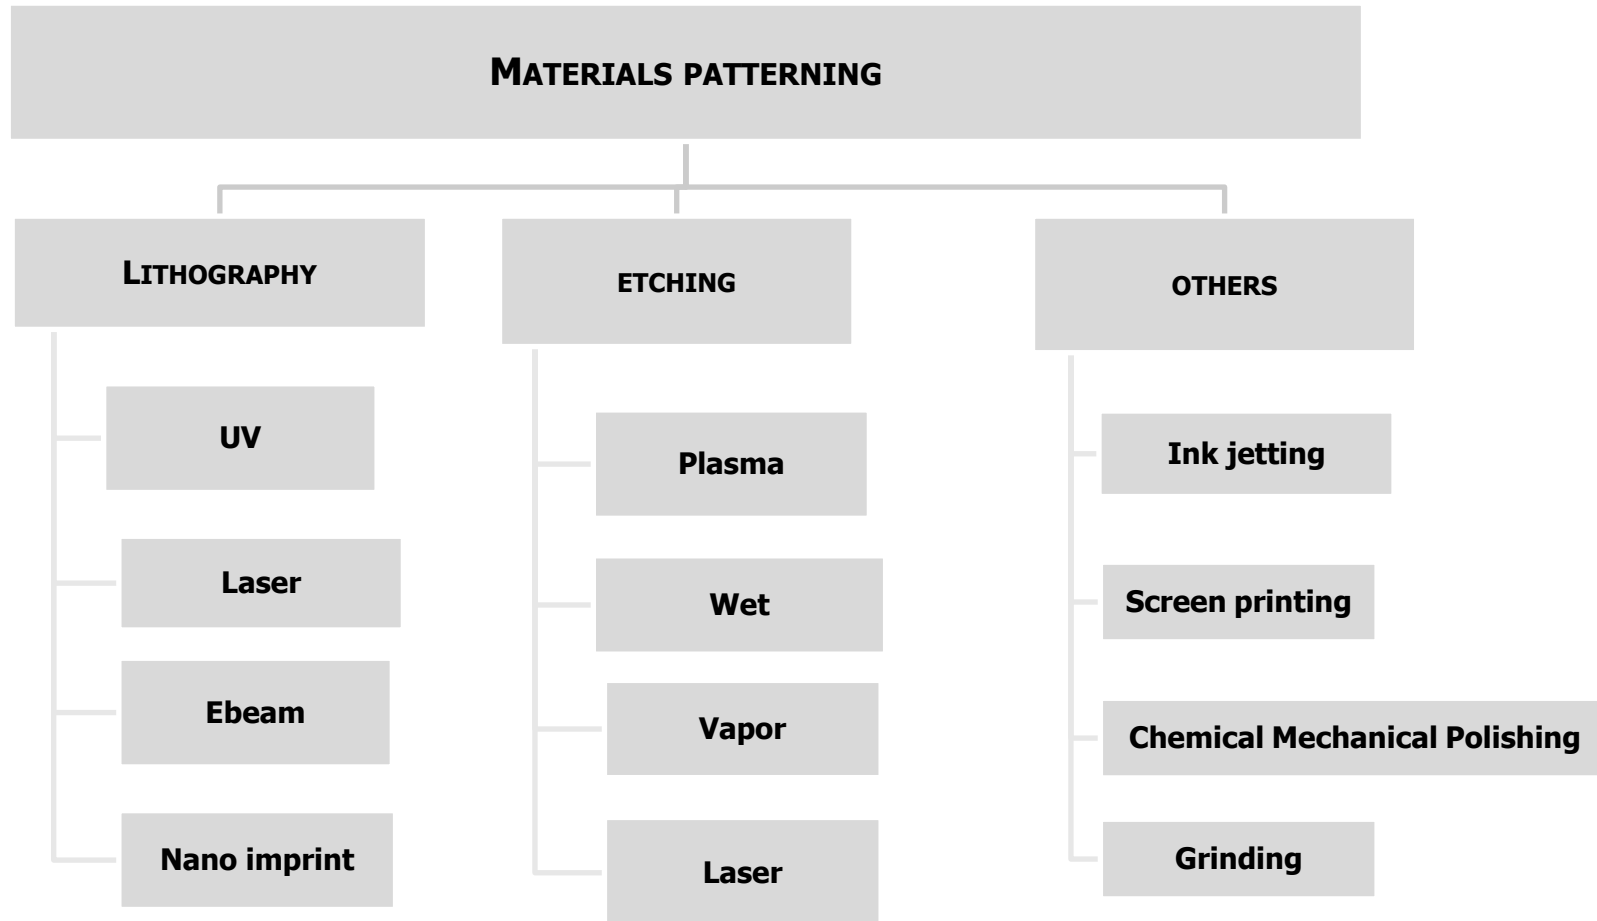 MATERIALS PATTERNING
LITHOGRAPHY
ETCHING
OTHERS
UV
Laser
Ebeam
Nano imprint
Plasma
Wet
Vapor
Laser
Ink jetting
Screen printing
Chemical Mechanical Polishing
Grinding